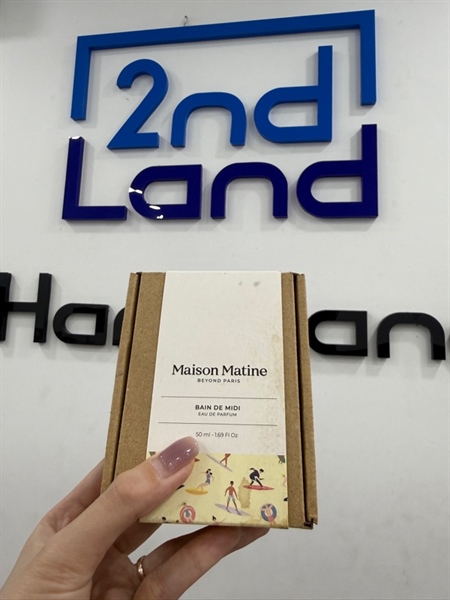 2nd
Land
Maison Matine
BEYOND PARIS
BAIN DE MIDI
EAU DE PARFUM
50 ml - 1.69 Fl Oz